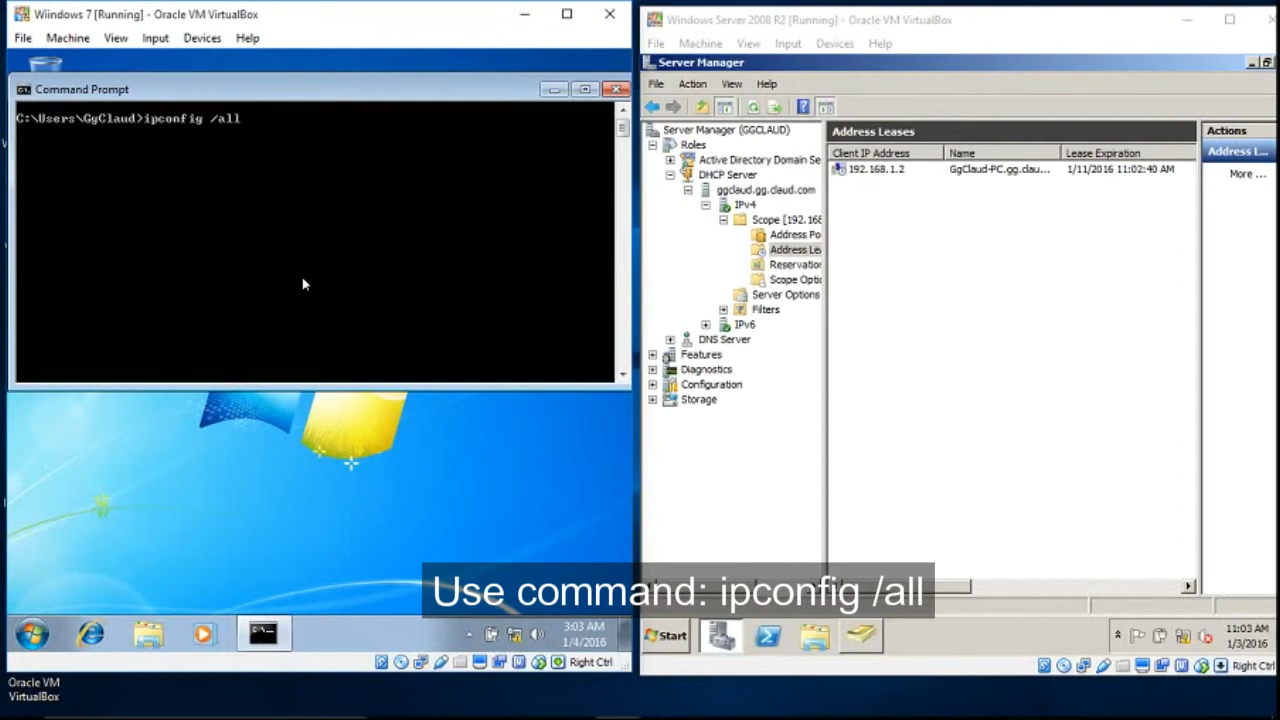 Wiindows 7 [Running] - Oracle VM VirtualBox
File Machine View Input Devices Help
Command Prompt
C:\Users\GgClaud>ipconfig /all
3:03 AM
1/4/2016
Right Ctrl
Oracle VM
VirtualBox
Windows Server 2008 R2 [Running] - Oracle VM VirtualBox
File Machine View Input Devices Help
Server Manager
File Action View Help
Server Manager (GGCLAUD)
Roles
Active Directory Domain Se
DHCP Server
ggclaud.gg.claud.com
IPv4
Scope [192.168
Address Po
Address Lea
Reservation
Scope Opti
Server Options
Filters
IPv6
DNS Server
Features
Diagnostics
Configuration
Storage
Address Leases
Client IP Address Name Lease Expiration
192.168.1.2 GgClaud-PC.gg.clau... 1/11/2016 11:02:40 AM
Actions
Address L...
More ...
Use command: ipconfig /all
Start
11:03 AM
1/3/2016
Right Ctrl